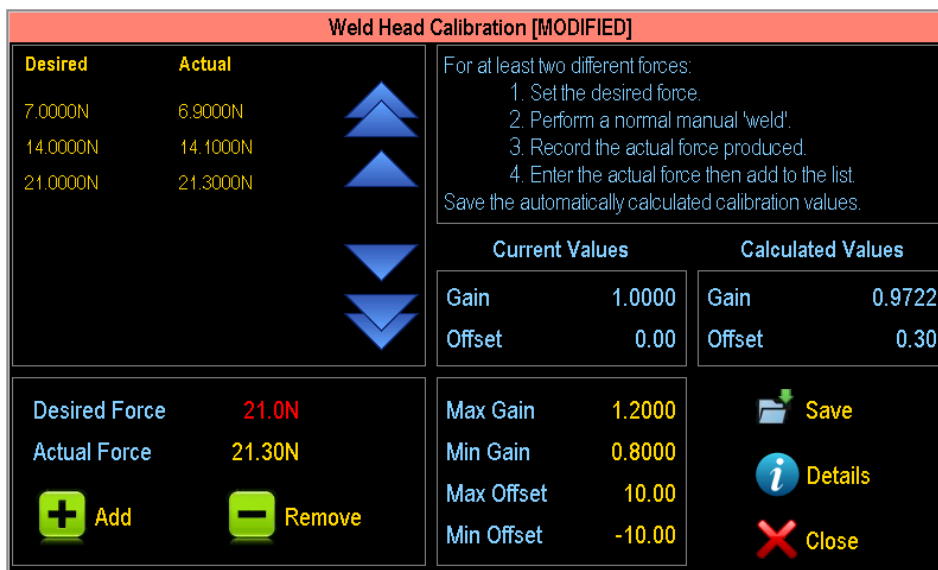 Weld Head Calibration [MODIFIED]
Desired Actual
7.0000N 6.9000N
14.0000N 14.1000N
21.0000N 21.3000N
For at least two different forces:
1. Set the desired force.
2. Perform a normal manual 'weld'.
3. Record the actual force produced.
4. Enter the actual force then add to the list.
Save the automatically calculated calibration values.
Current Values
Gain 1.0000
Offset 0.00
Calculated Values
Gain 0.9722
Offset 0.30
Desired Force 21.0N
Actual Force 21.30N
Add Remove
Max Gain 1.2000
Min Gain 0.8000
Max Offset 10.00
Min Offset -10.00
Save
Details
Close